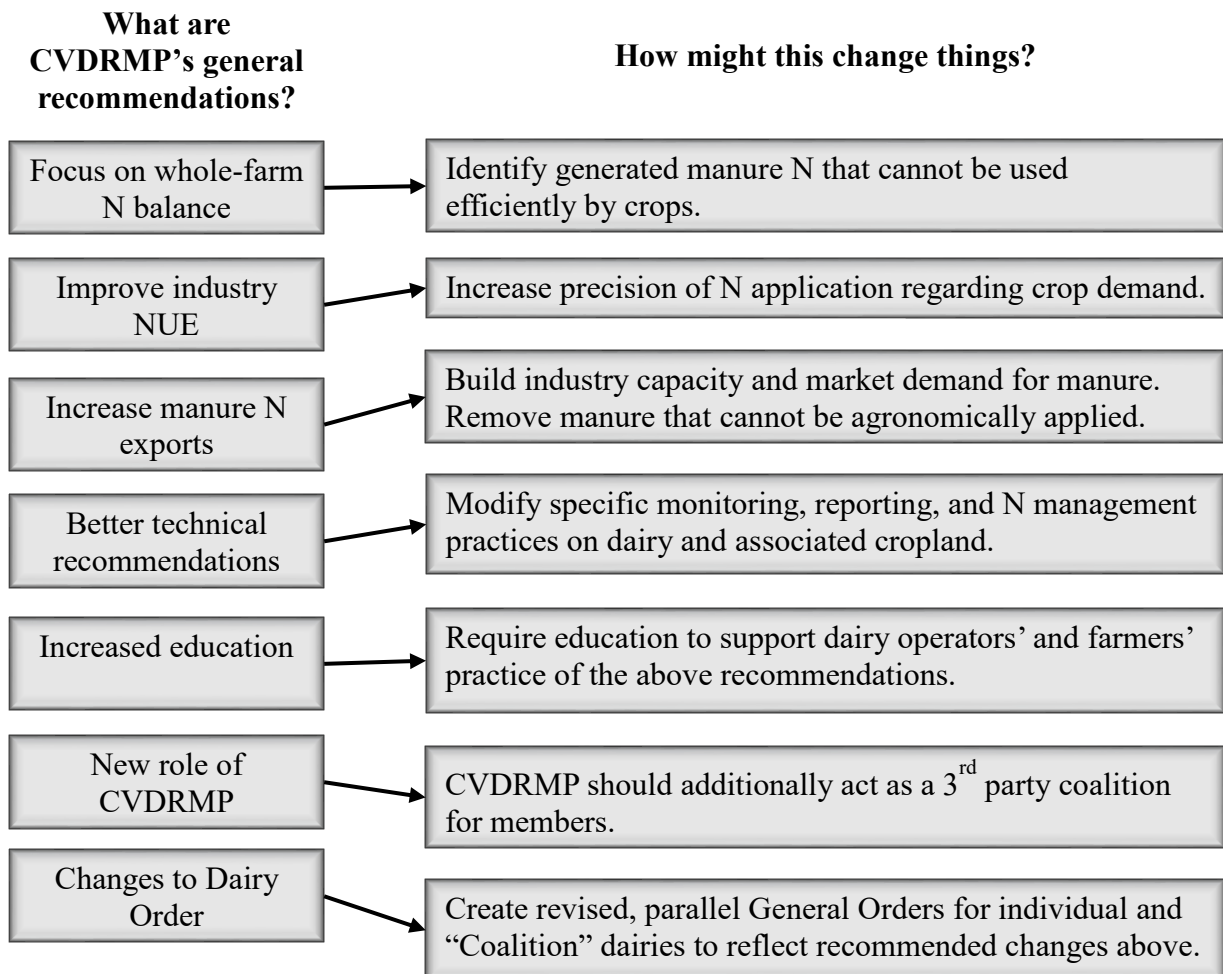 What are
CVDRMP’s general
recommendations?
How might this change things?
Focus on whole-farm
N balance
Identify generated manure N that cannot be used
efficiently by crops.
Improve industry
NUE
Increase precision of N application regarding crop demand.
Increase manure N
exports
Build industry capacity and market demand for manure.
Remove manure that cannot be agronomically applied.
Better technical
recommendations
Modify specific monitoring, reporting, and N management
practices on dairy and associated cropland.
Increased education
Require education to support dairy operators’ and farmers’
practice of the above recommendations.
New role of
CVDRMP
CVDRMP should additionally act as a 3rd party coalition
for members.
Changes to Dairy
Order
Create revised, parallel General Orders for individual and
“Coalition” dairies to reflect recommended changes above.